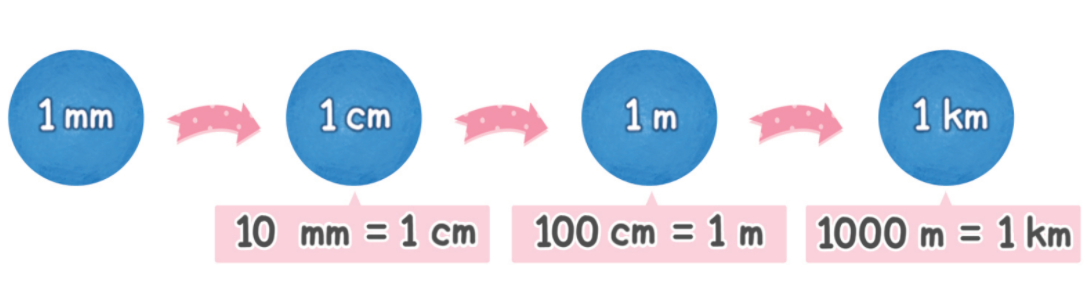 1 mm
1 cm
1 m
1 km
10 mm = 1 cm
100 cm = 1 m
1000 m = 1 km